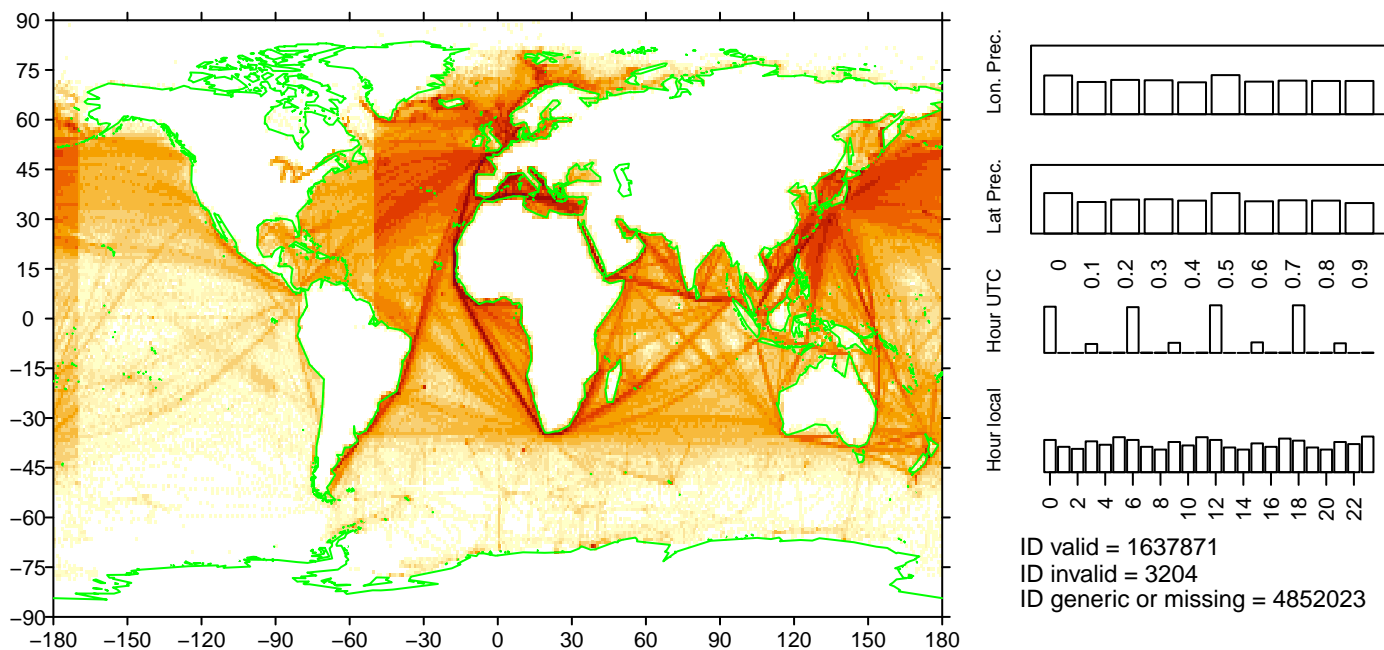 90
75
60
45
30
15
0
−15
−30
−45
−60
−75
−90
−180 −150 −120 −90 −60 −30 0 30 60 90 120 150 180
Lon. Prec.
Lat Prec.
0 0.1 0.2 0.3 0.4 0.5 0.6 0.7 0.8 0.9
Hour UTC
Hour local
0 2 4 6 8 10 12 14 16 18 20 22
ID valid = 1637871
ID invalid = 3204
ID generic or missing = 4852023